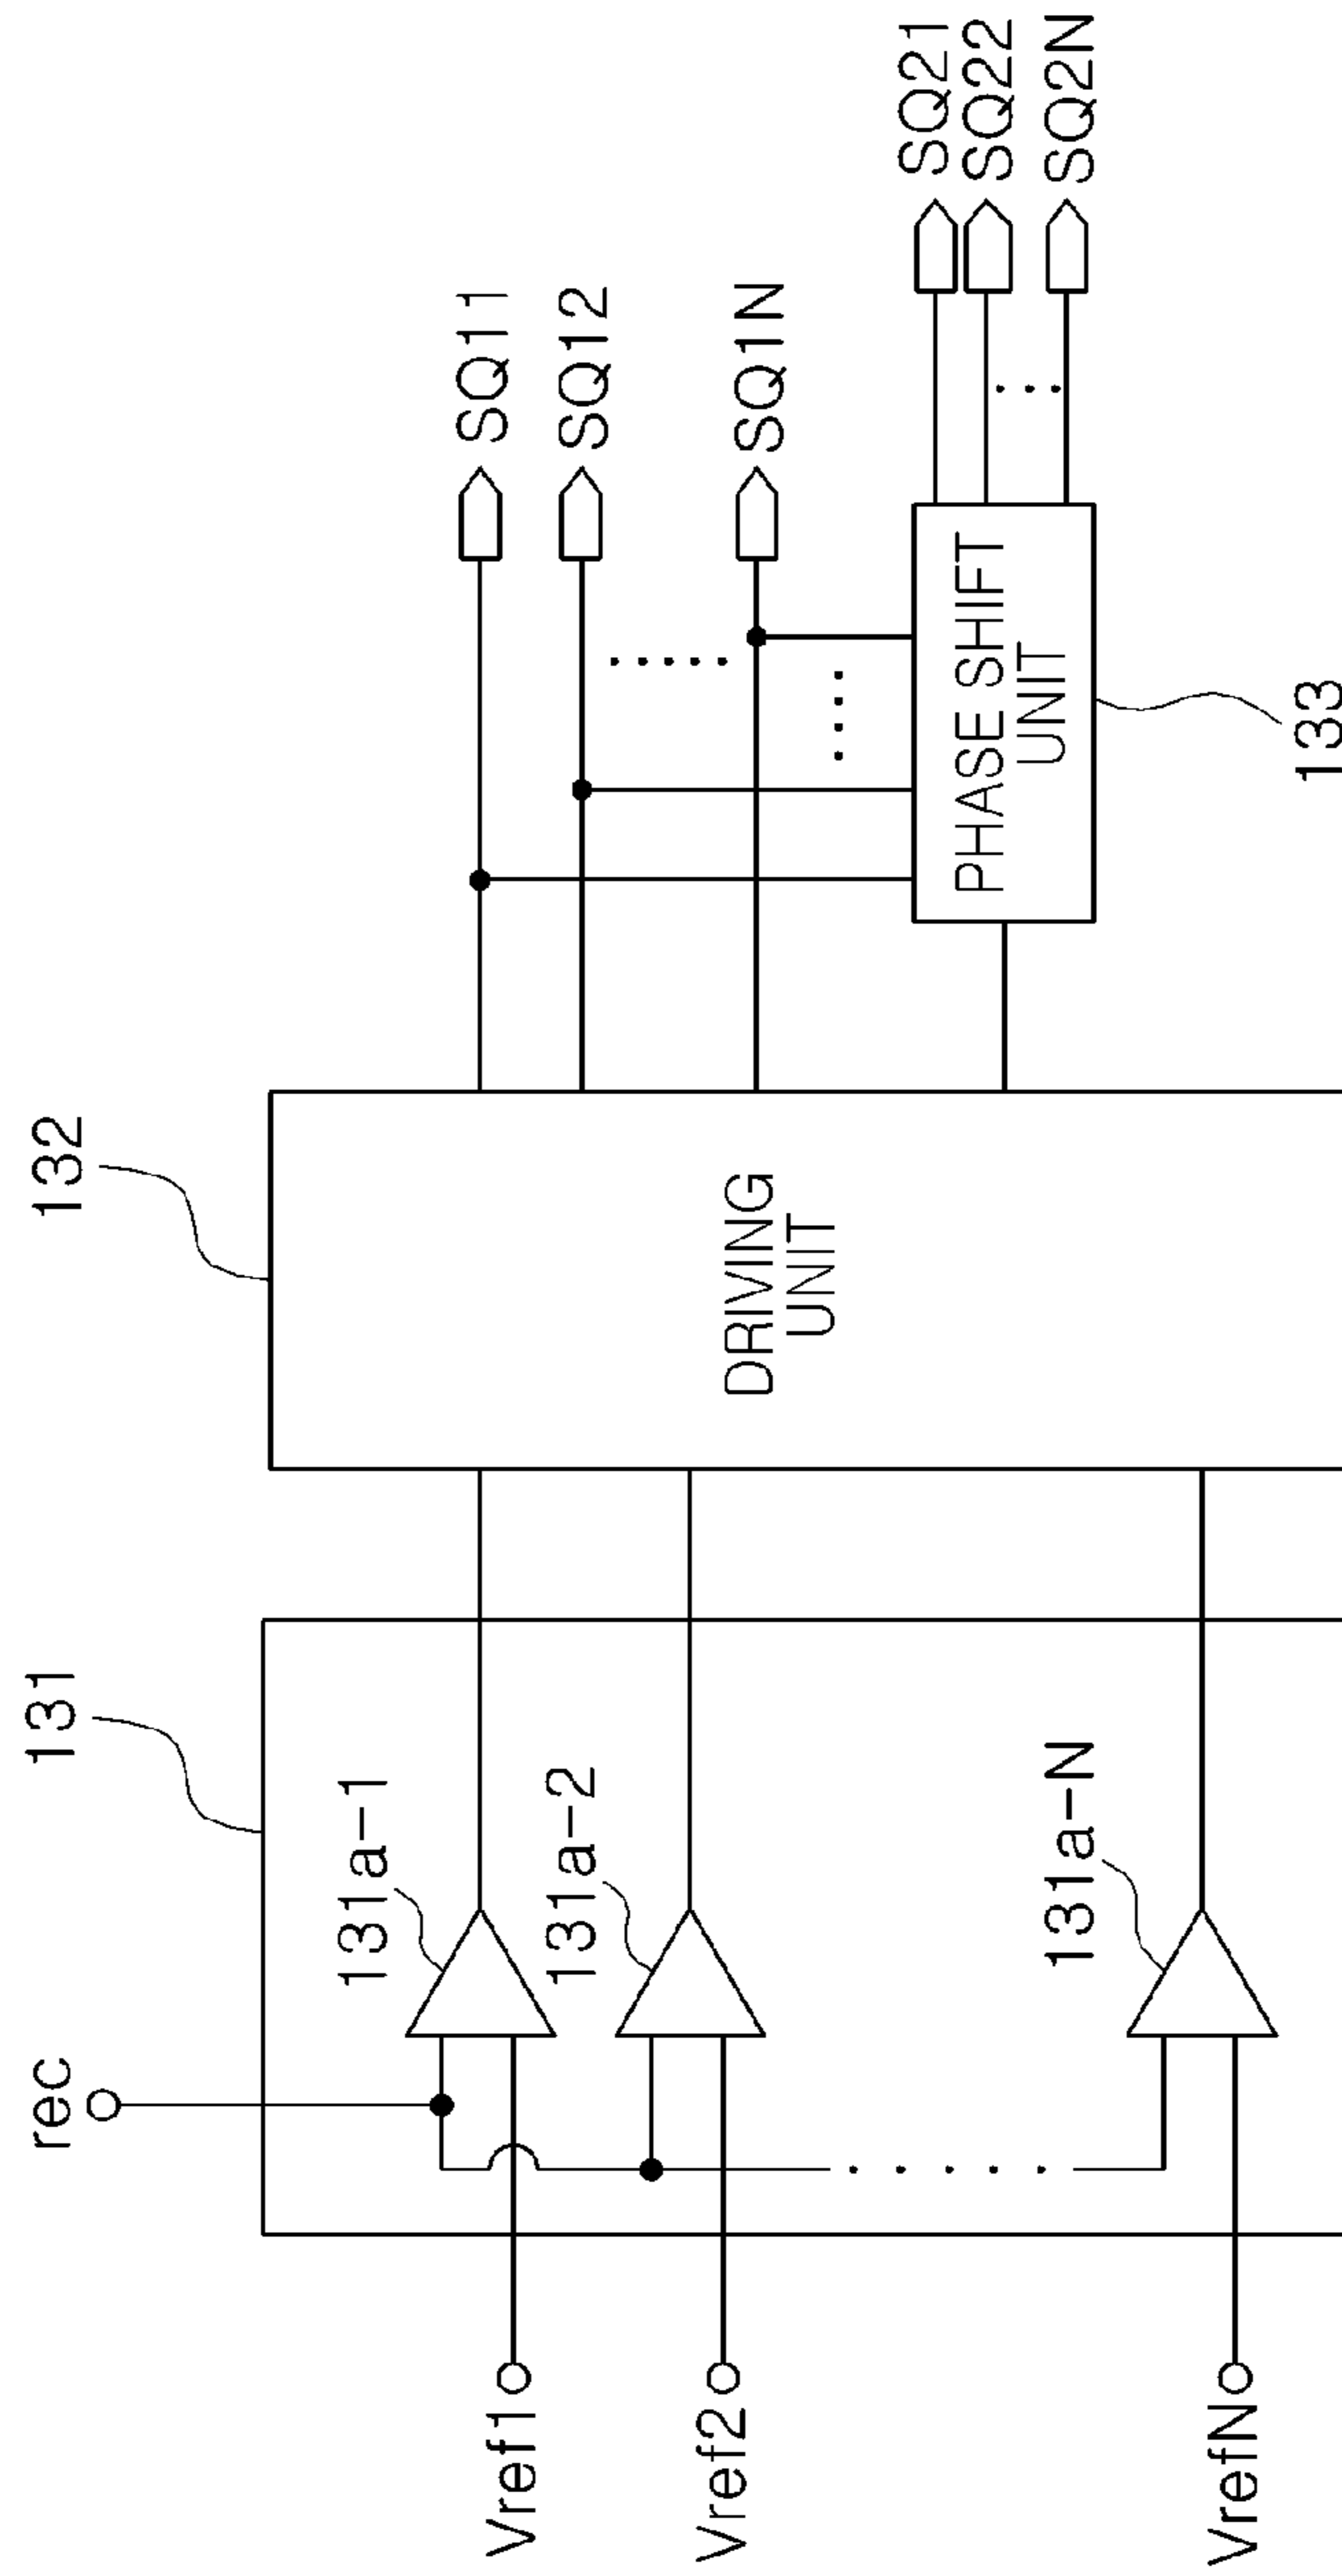 rec
131
132
131a-1
131a-2
131a-N
Vref1
Vref2
VrefN
DRIVING
UNIT
SQ11
SQ12
SQ1N
PHASE SHIFT
UNIT
133
SQ21
SQ22
SQ2N